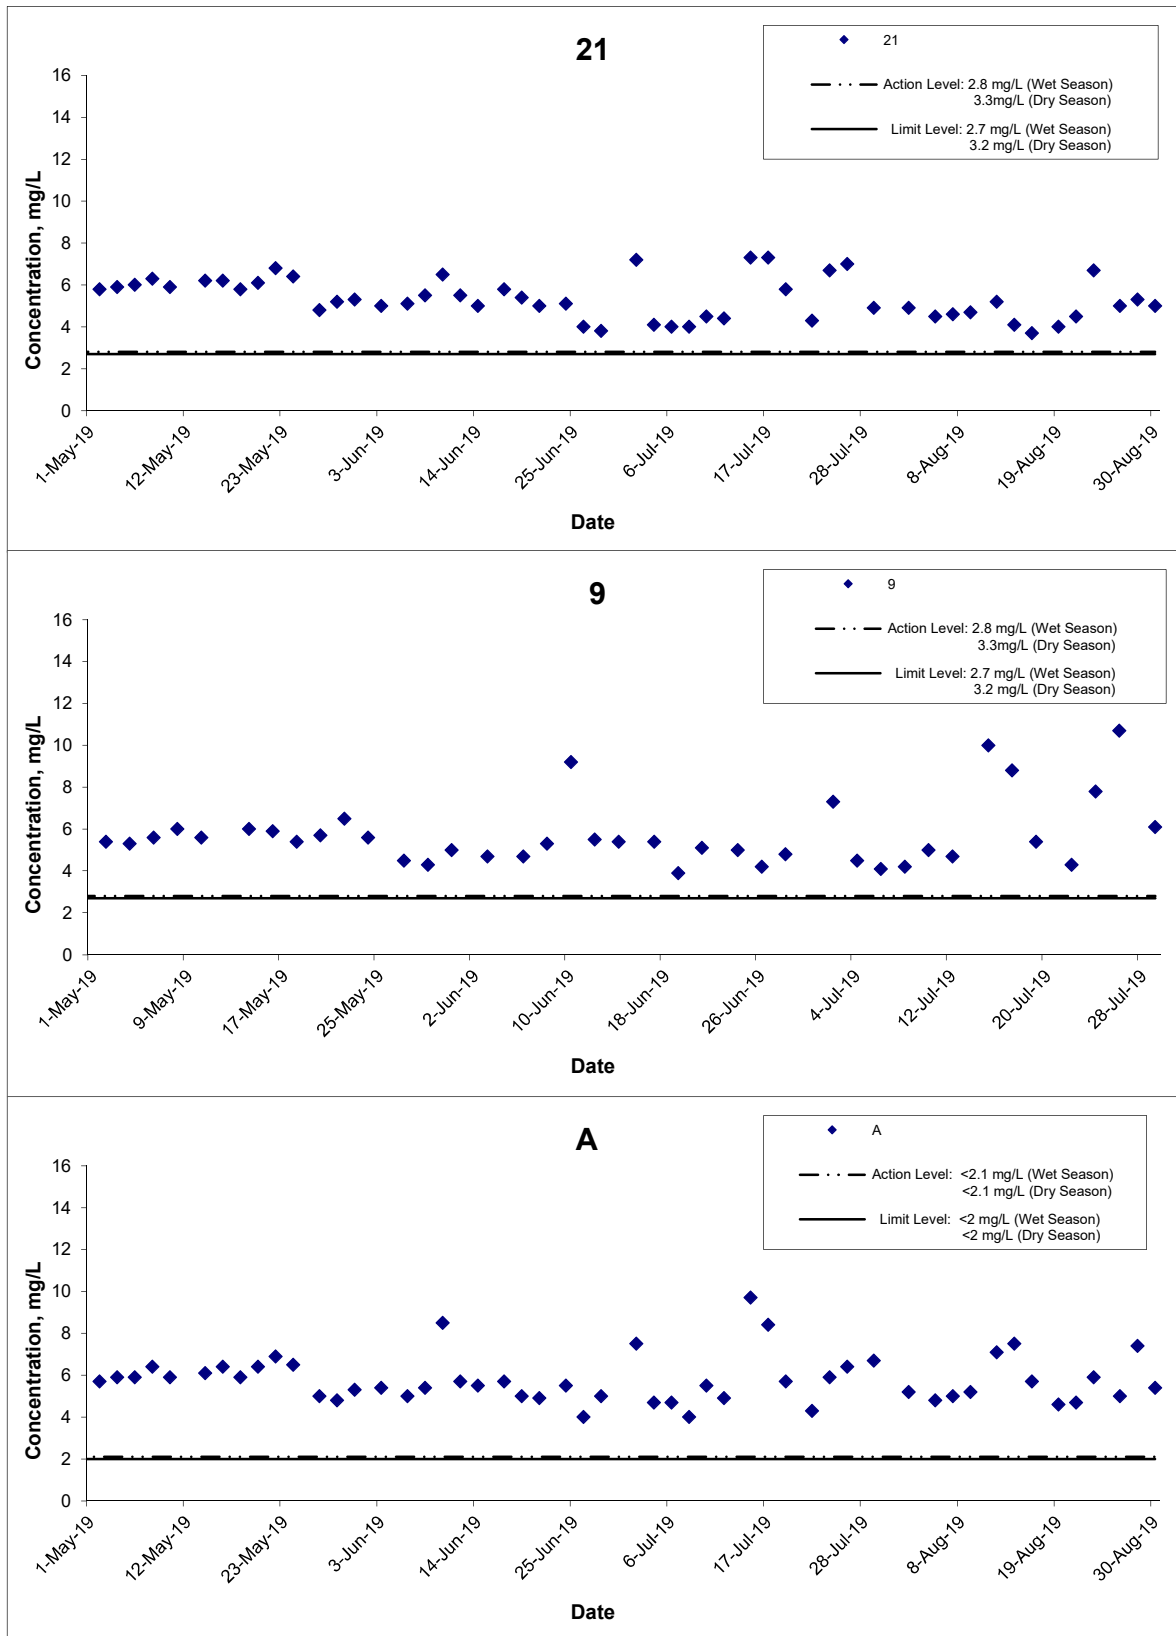 21
21
Action Level: 2.8 mg/L (Wet Season)
3.3mg/L (Dry Season)
Limit Level: 2.7 mg/L (Wet Season)
3.2 mg/L (Dry Season)
Concentration, mg/L
16
14
12
10
8
6
4
2
0
1-May-19
12-May-19
23-May-19
3-Jun-19
14-Jun-19
25-Jun-19
6-Jul-19
17-Jul-19
28-Jul-19
8-Aug-19
19-Aug-19
30-Aug-19
Date
9
9
Action Level: 2.8 mg/L (Wet Season)
3.3mg/L (Dry Season)
Limit Level: 2.7 mg/L (Wet Season)
3.2 mg/L (Dry Season)
Concentration, mg/L
16
14
12
10
8
6
4
2
0
1-May-19
9-May-19
17-May-19
25-May-19
2-Jun-19
10-Jun-19
18-Jun-19
26-Jun-19
4-Jul-19
12-Jul-19
20-Jul-19
28-Jul-19
Date
A
A
Action Level: <2.1 mg/L (Wet Season)
<2.1 mg/L (Dry Season)
Limit Level: <2 mg/L (Wet Season)
<2 mg/L (Dry Season)
Concentration, mg/L
16
14
12
10
8
6
4
2
0
1-May-19
12-May-19
23-May-19
3-Jun-19
14-Jun-19
25-Jun-19
6-Jul-19
17-Jul-19
28-Jul-19
8-Aug-19
19-Aug-19
30-Aug-19
Date